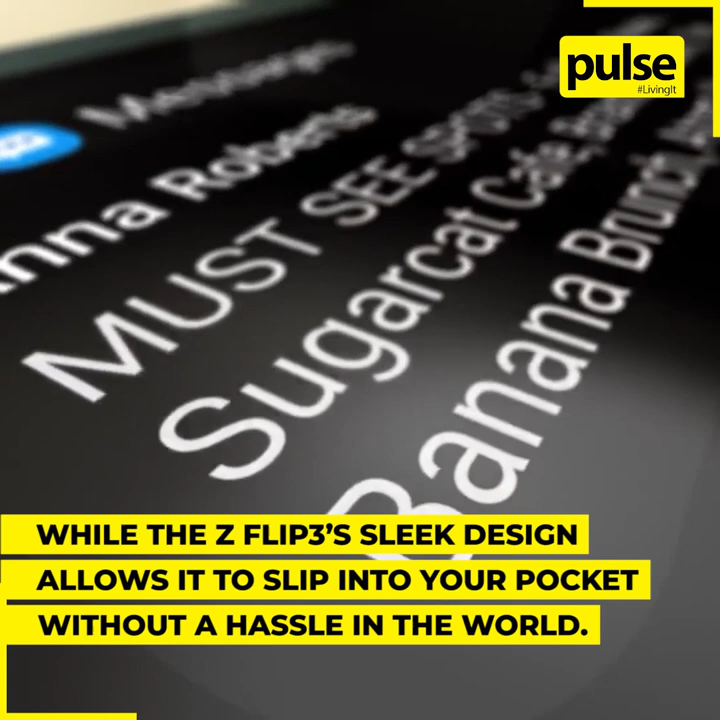 pulse
#LivingIt
Messages
nna Roberts
MUST SEE SPOTS
Sugarcat Cafe,
Banana Brunch,
WHILE THE Z FLIP3'S SLEEK DESIGN
ALLOWS IT TO SLIP INTO YOUR POCKET
WITHOUT A HASSLE IN THE WORLD.